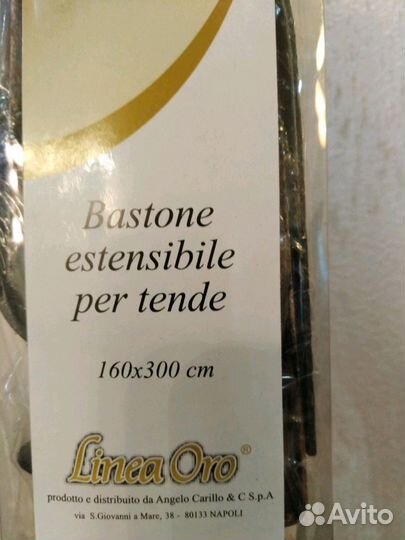 Bastone
estensibile
per tende
160x300 cm
Linea Oro®
prodotto e distribuito da Angelo Carillo & C S.p.A
via S.Giovanni a Mare, 38 - 80133 NAPOLI
Avito